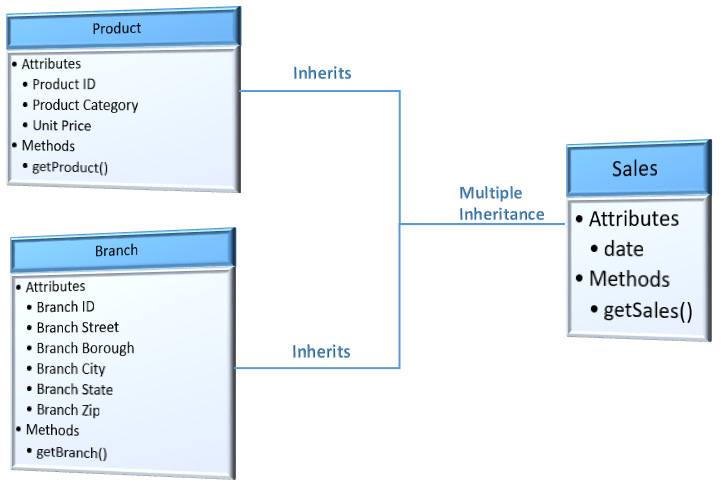 Product
• Attributes
• Product ID
• Product Category
• Unit Price
• Methods
• getProduct()
Inherits
Branch
• Attributes
• Branch ID
• Branch Street
• Branch Borough
• Branch City
• Branch State
• Branch Zip
• Methods
• getBranch()
Inherits
Multiple
Inheritance
Sales
• Attributes
• date
• Methods
• getSales()